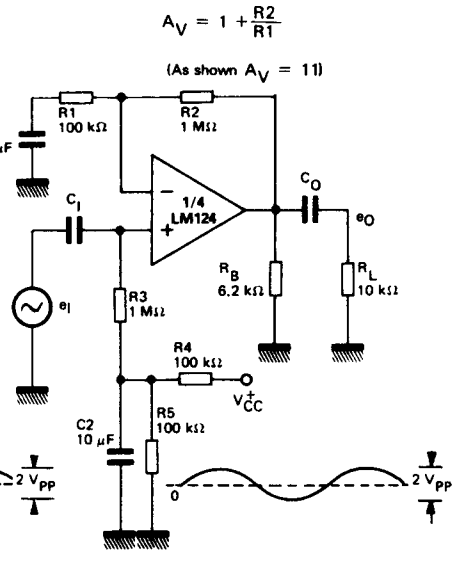 A_V = 1 + R2/R1
(As shown A_V = 11)
R1
100 kΩ
R2
1 MΩ
µF
C_I
1/4
LM124
C_O
e_O
e_I
R3
1 MΩ
R_B
6.2 kΩ
R_L
10 kΩ
R4
100 kΩ
V_CC^+
C2
10 µF
R5
100 kΩ
2 V_PP
0
2 V_PP